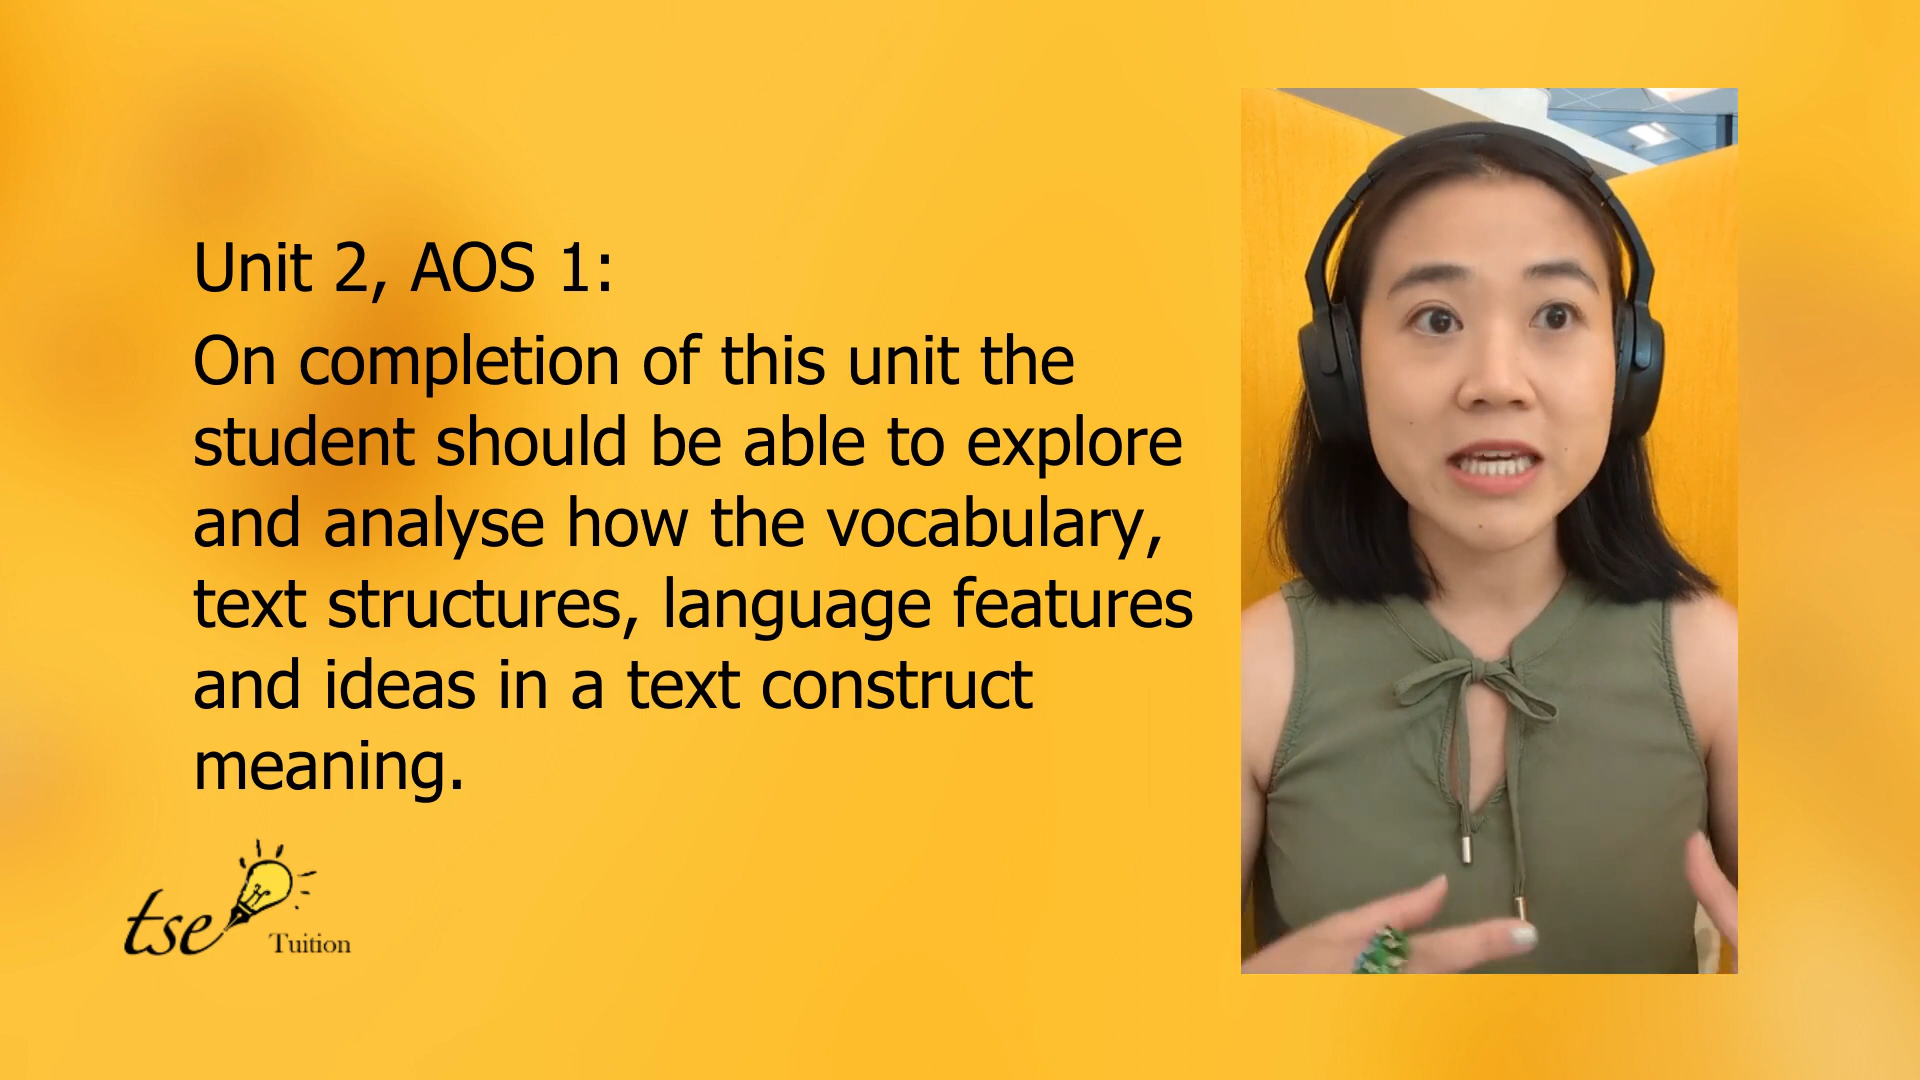 Unit 2, AOS 1:
On completion of this unit the
student should be able to explore
and analyse how the vocabulary,
text structures, language features
and ideas in a text construct
meaning.
tse
Tuition